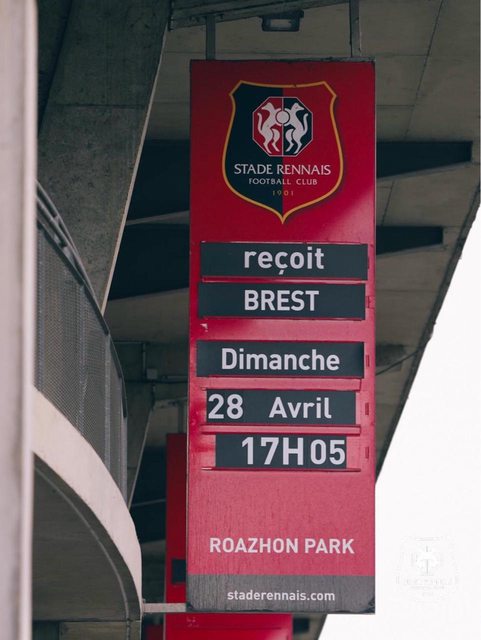 STADE RENNAIS
FOOTBALL CLUB
1901
reçoit
BREST
Dimanche
28 Avril
17H05
ROAZHON PARK
staderennais.com